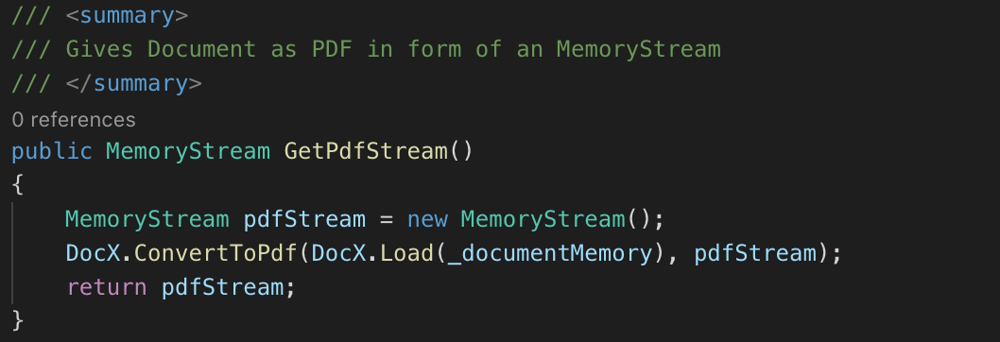 /// <summary>
/// Gives Document as PDF in form of an MemoryStream
/// </summary>
0 references
public MemoryStream GetPdfStream()
{
MemoryStream pdfStream = new MemoryStream();
DocX.ConvertToPdf(DocX.Load(_documentMemory), pdfStream);
return pdfStream;
}